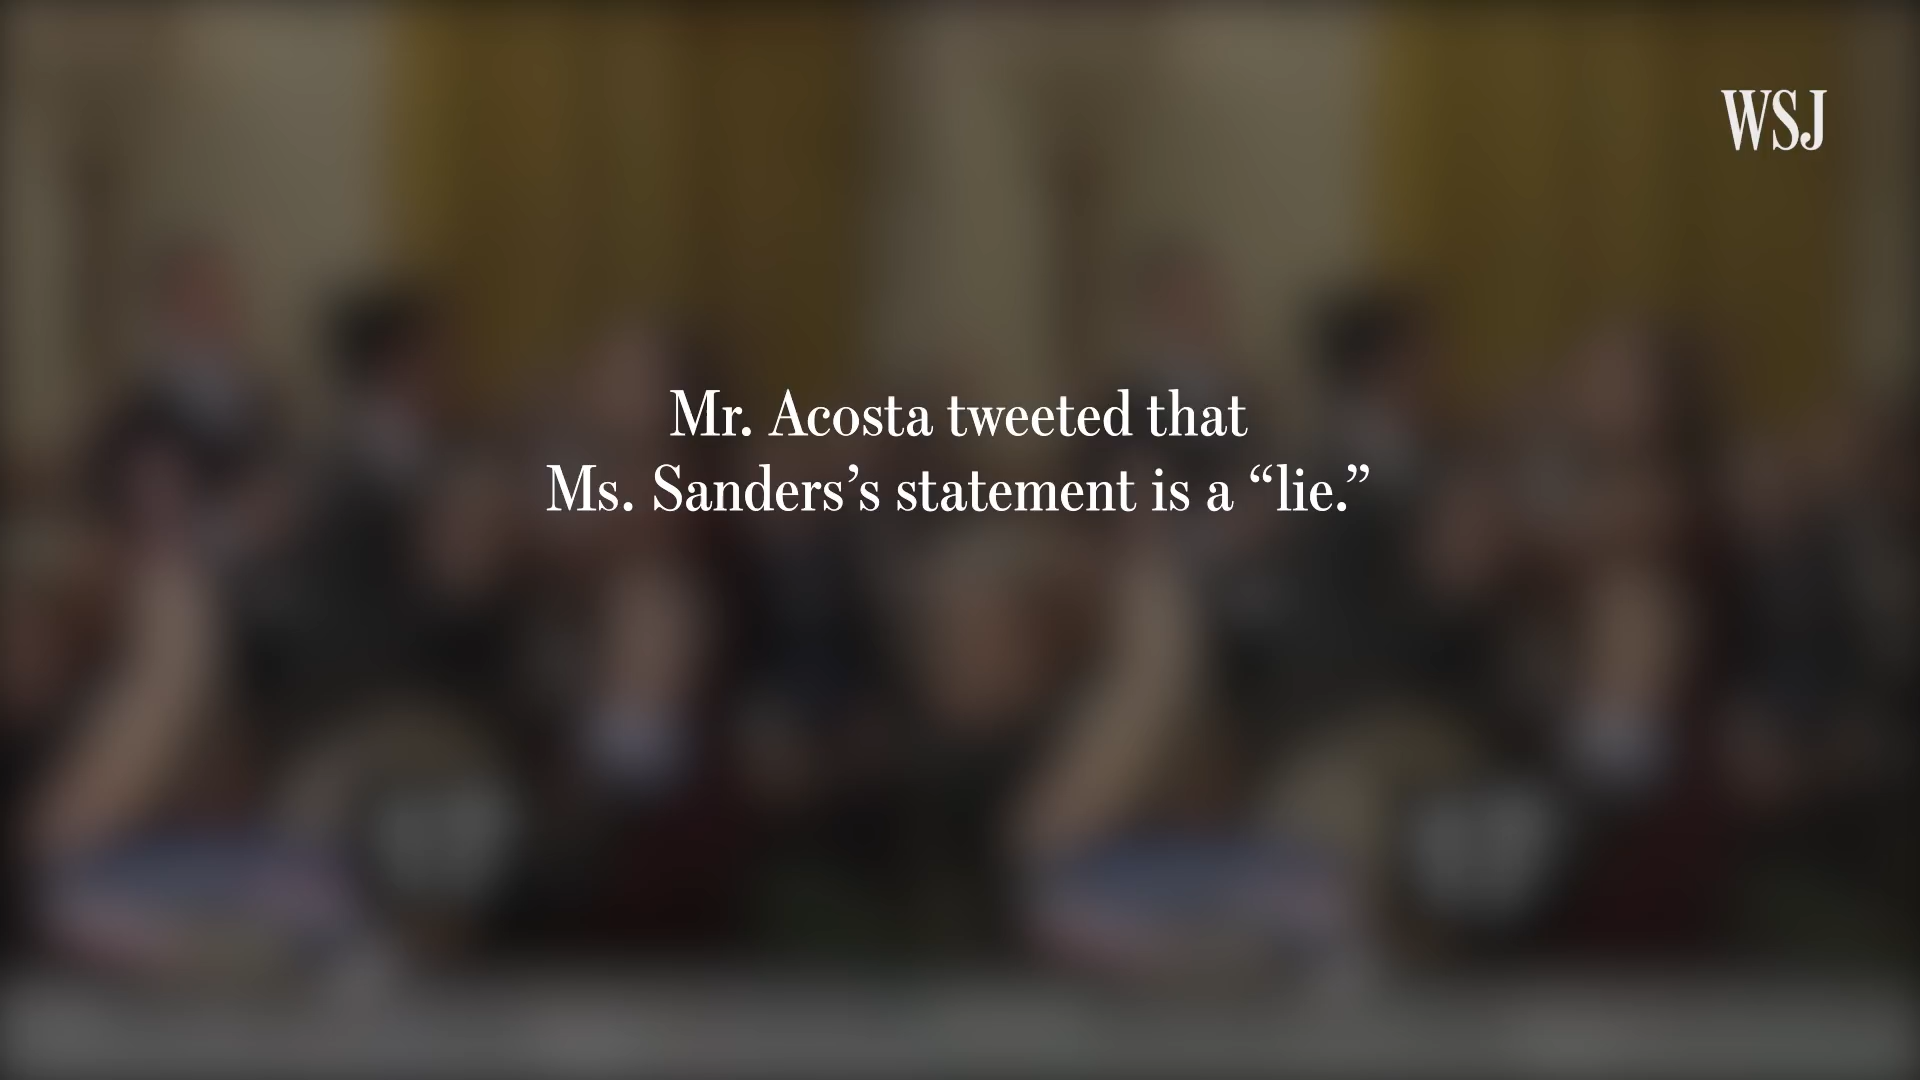 WSJ
Mr. Acosta tweeted that
Ms. Sanders’s statement is a “lie.”